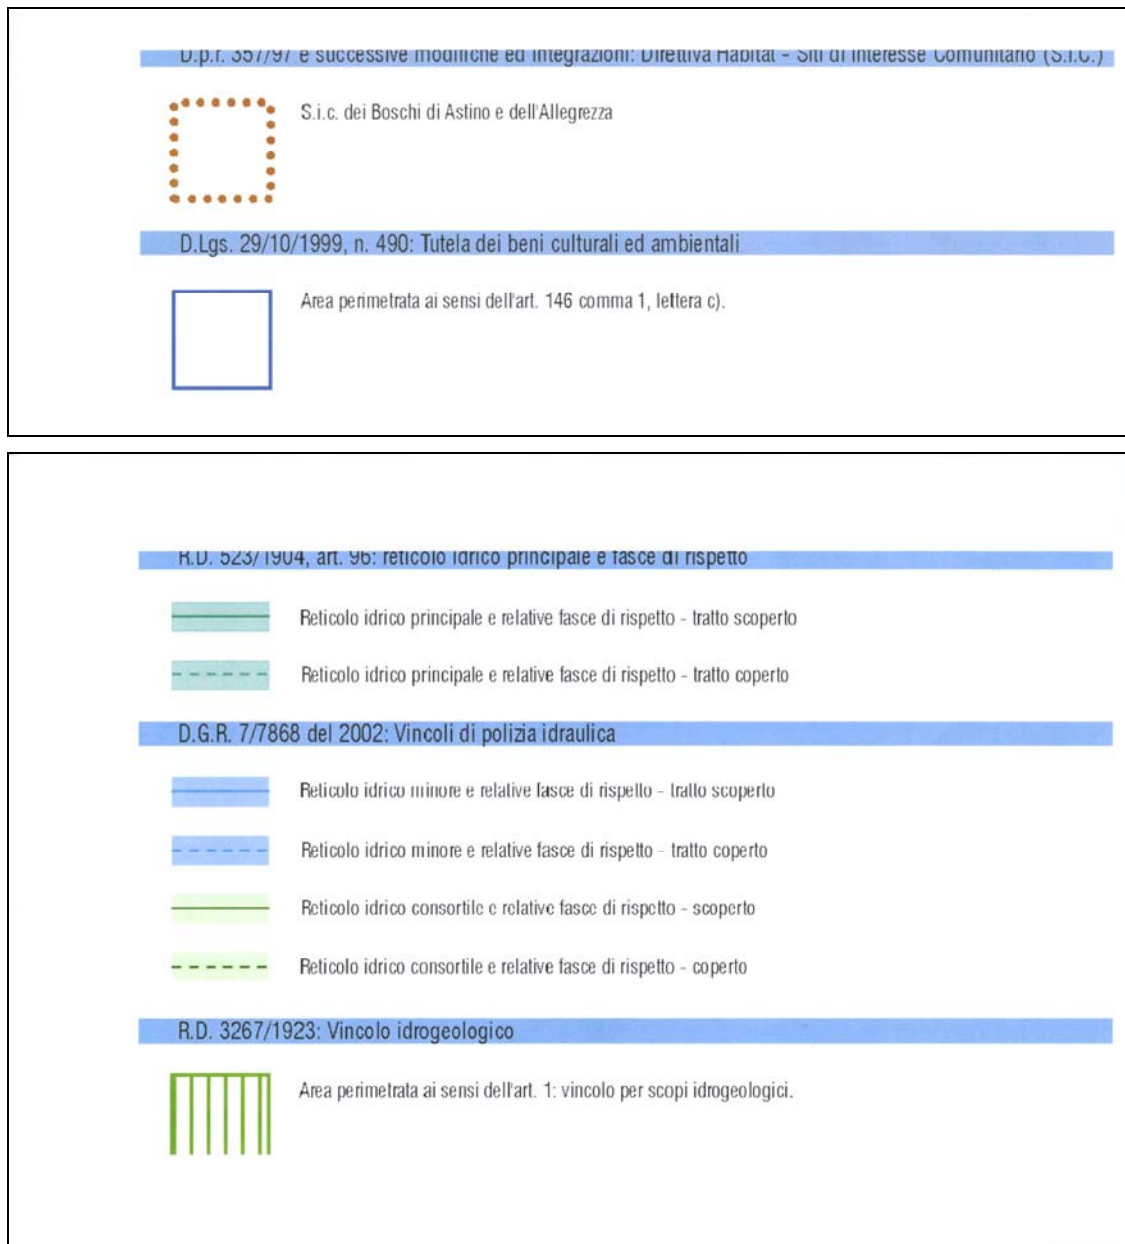 D.p.r. 357/97 e successive modifiche ed integrazioni: Direttiva Habitat - Siti di Interesse Comunitario (S.I.C.)
S.i.c. dei Boschi di Astino e dell'Allegrezza
D.Lgs. 29/10/1999, n. 490: Tutela dei beni culturali ed ambientali
Area perimetrata ai sensi dell'art. 146 comma 1, lettera c).
R.D. 523/1904, art. 96: reticolo idrico principale e fasce di rispetto
Reticolo idrico principale e relative fasce di rispetto - tratto scoperto
Reticolo idrico principale e relative fasce di rispetto - tratto coperto
D.G.R. 7/7868 del 2002: Vincoli di polizia idraulica
Reticolo idrico minore e relative fasce di rispetto - tratto scoperto
Reticolo idrico minore e relative fasce di rispetto - tratto coperto
Reticolo idrico consortile e relative fasce di rispetto - scoperto
Reticolo idrico consortile e relative fasce di rispetto - coperto
R.D. 3267/1923: Vincolo idrogeologico
Area perimetrata ai sensi dell'art. 1: vincolo per scopi idrogeologici.